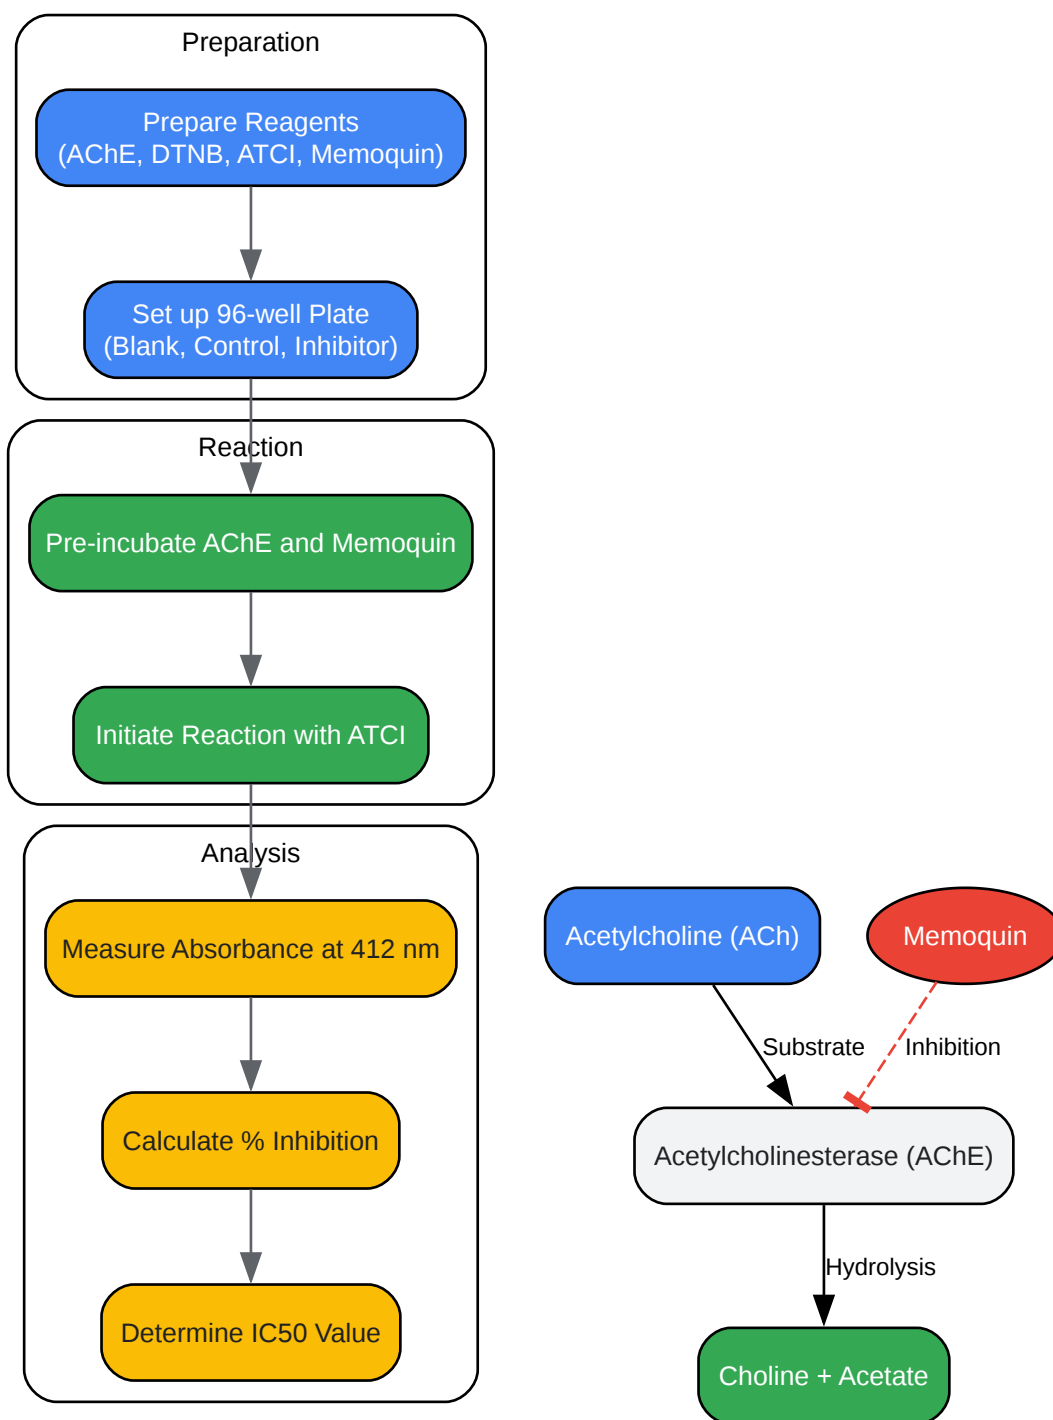 Preparation
Prepare Reagents
(AChE, DTNB, ATCI, Memoquin)
Set up 96-well Plate
(Blank, Control, Inhibitor)
Reaction
Pre-incubate AChE and Memoquin
Initiate Reaction with ATCI
Analysis
Measure Absorbance at 412 nm
Calculate % Inhibition
Determine IC50 Value
Acetylcholine (ACh)
Memoquin
Substrate
Inhibition
Acetylcholinesterase (AChE)
Hydrolysis
Choline + Acetate